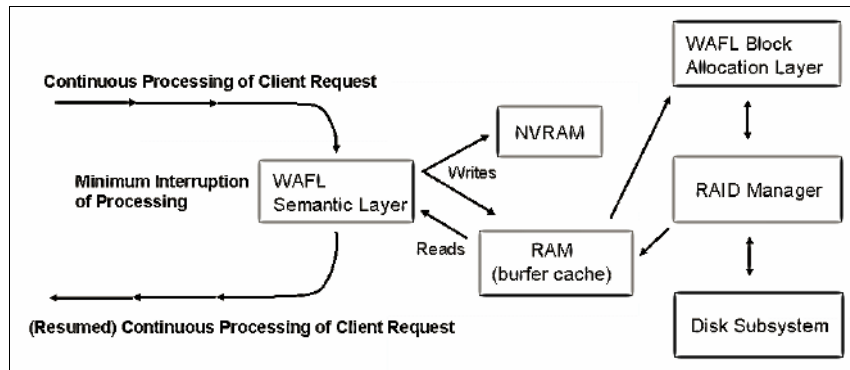 WAFL Block
Allocation Layer
Continuous Processing of Client Request
NVRAM
Minimum Interruption
of Processing
WAFL
Semantic Layer
Writes
RAID Manager
Reads
RAM
(burfer cache)
(Resumed) Continuous Processing of Client Request
Disk Subsystem